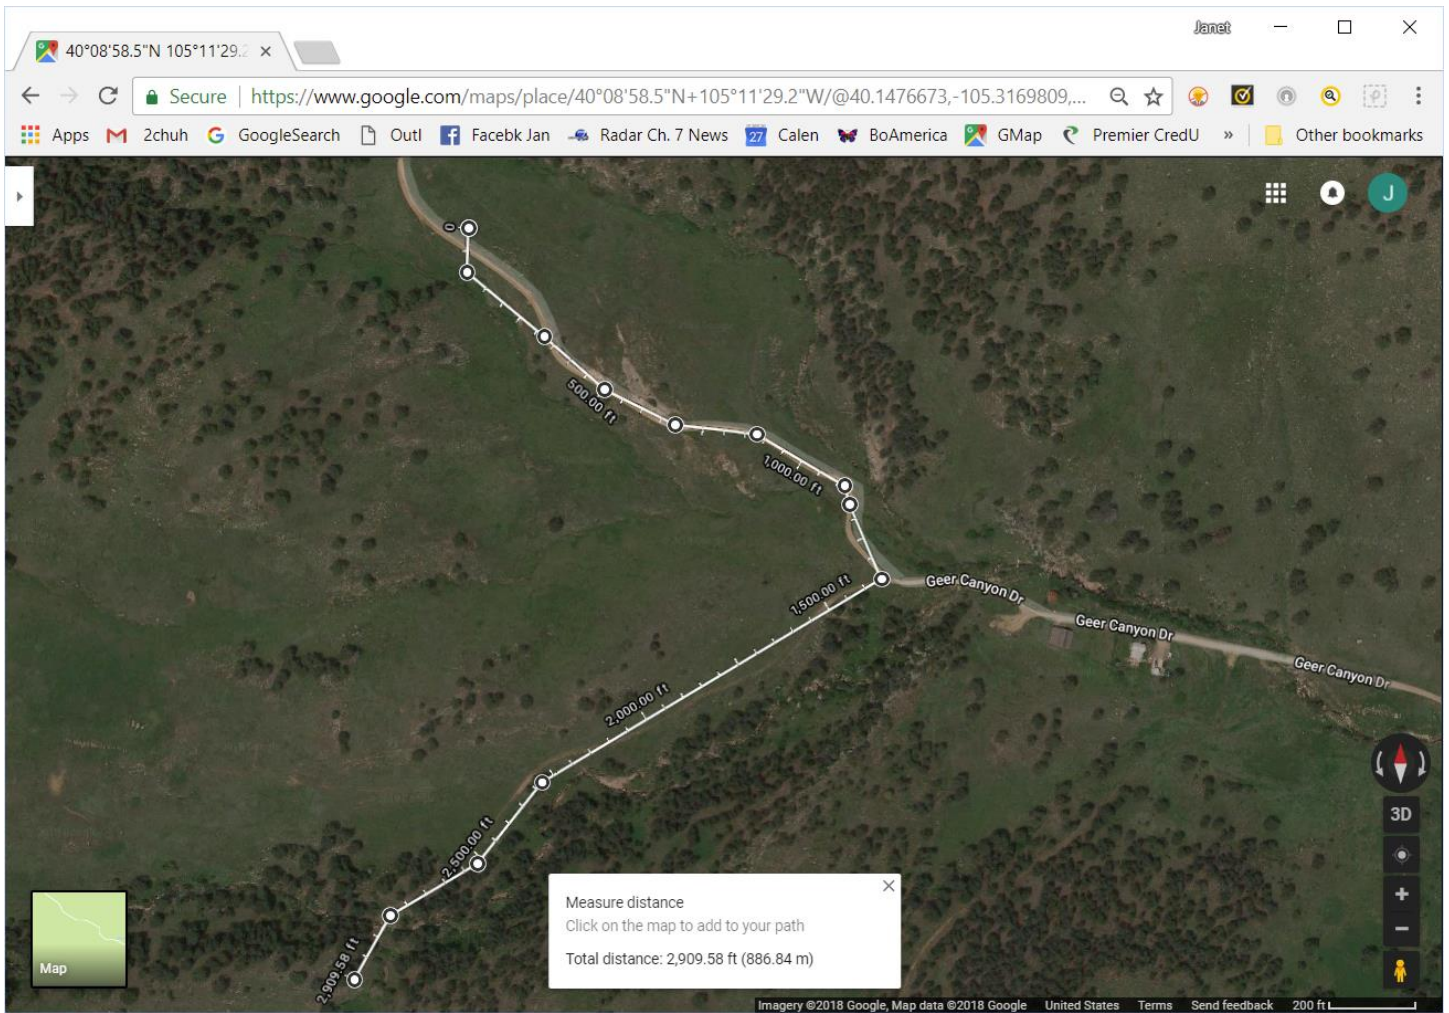 Janet
40°08'58.5"N 105°11'29.2
Secure | https://www.google.com/maps/place/40°08'58.5"N+105°11'29.2"W/@40.1476673,-105.3169809,...
Apps 2chuh GoogleSearch Outl Facebk Jan Radar Ch. 7 News 27 Calen BoAmerica GMap Premier CredU » Other bookmarks
J
0
500.00 ft
1,000.00 ft
1,500.00 ft
Geer Canyon Dr
Geer Canyon Dr
Geer Canyon Dr
2,000.00 ft
2,500.00 ft
2,909.58 ft
3D
Measure distance
Click on the map to add to your path
Total distance: 2,909.58 ft (886.84 m)
Map
Imagery ©2018 Google, Map data ©2018 Google United States Terms Send feedback 200 ft